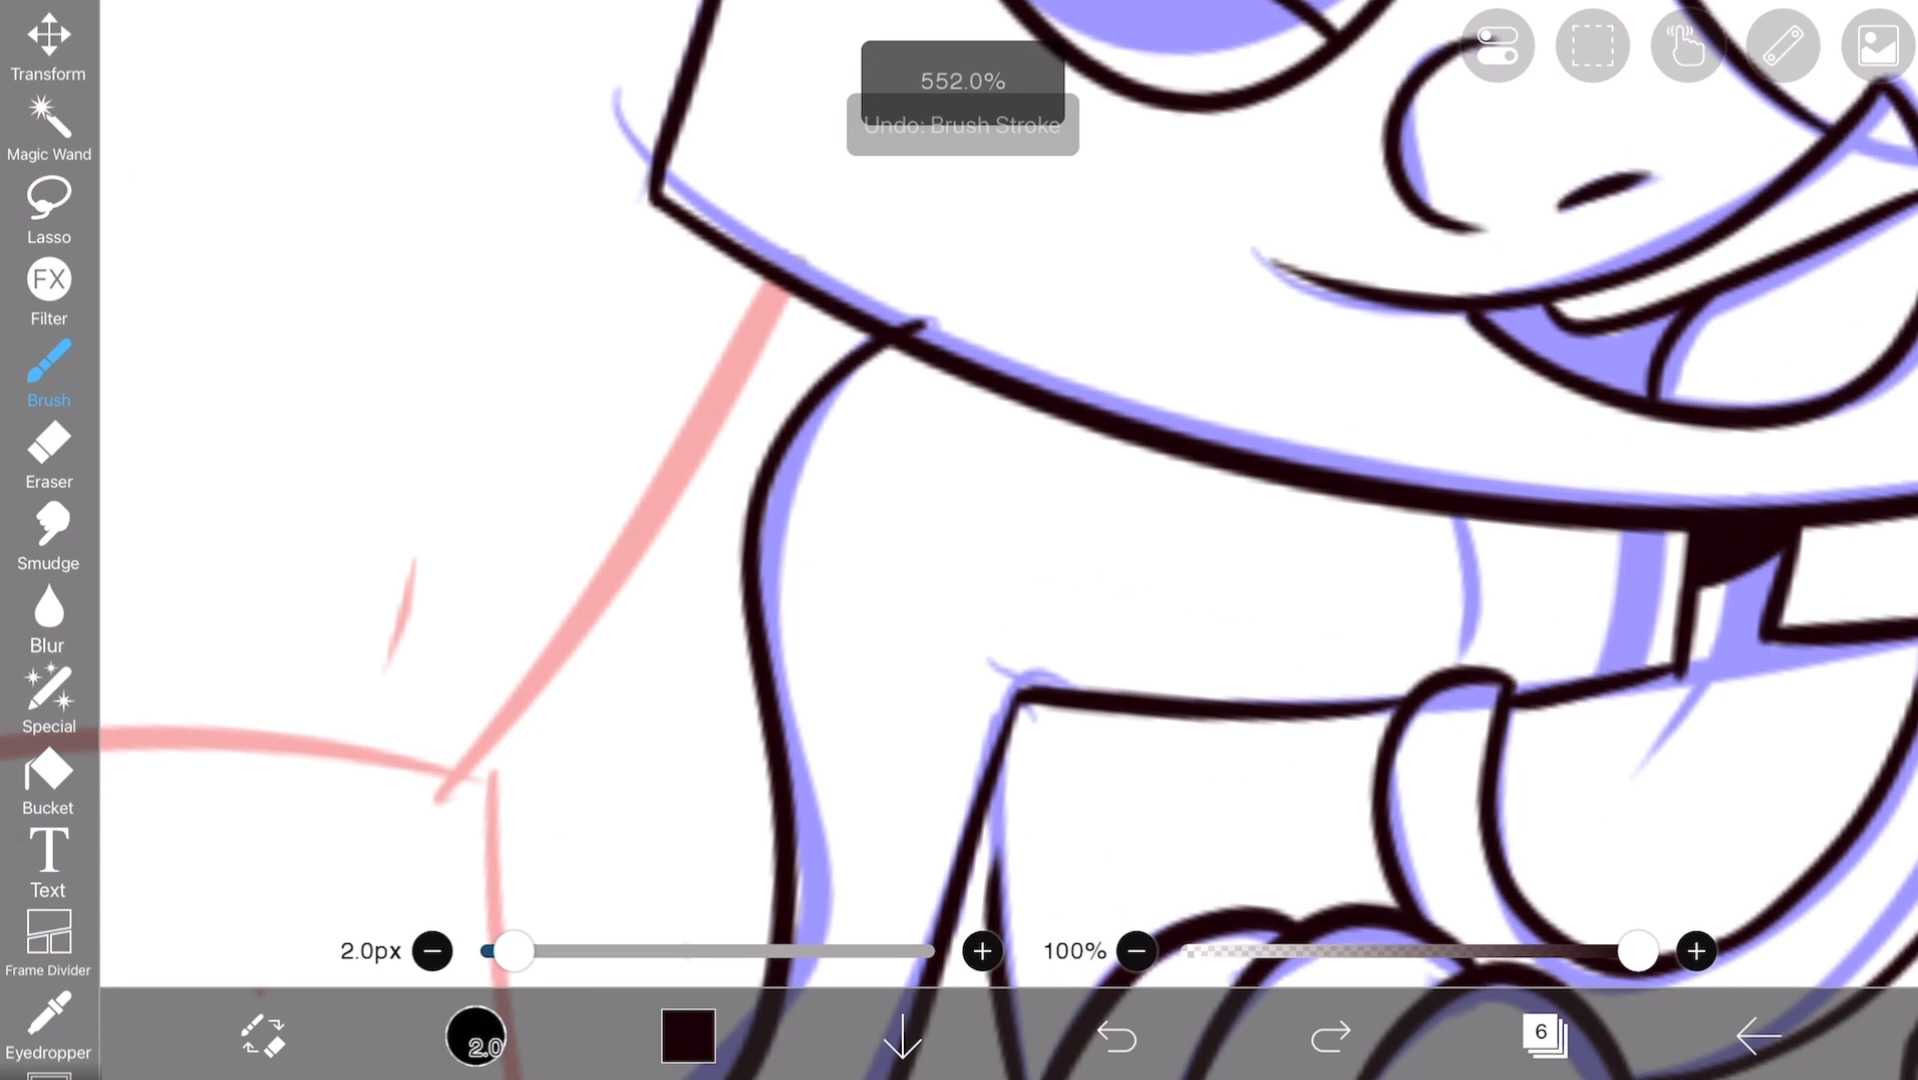 Transform
Magic Wand
Lasso
FX
Filter
Brush
Eraser
Smudge
Blur
Special
Bucket
T
Text
Frame Divider
Eyedropper
552.0%
Undo: Brush Stroke
2.0px
100%
2.0
6